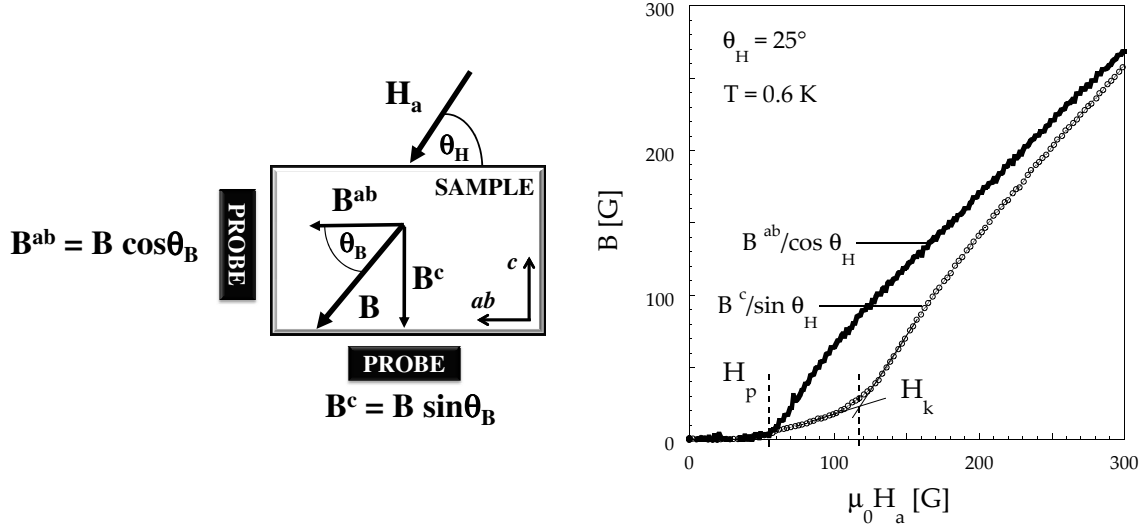 H_a
θ_H
SAMPLE
B^ab
θ_B
B^c
B
c
ab
PROBE
B^ab = B cosθ_B
PROBE
B^c = B sinθ_B
300
200
100
0
B [G]
θ_H = 25°
T = 0.6 K
B^ab/cos θ_H
B^c/sin θ_H
H_p
H_k
0
100
200
300
μ_0H_a [G]